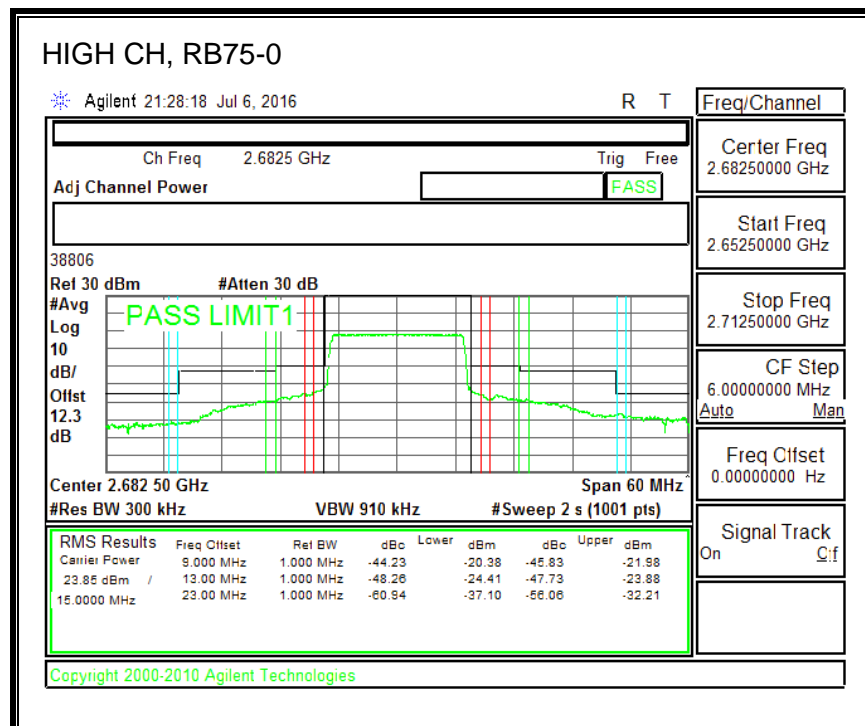 HIGH CH, RB75-0
Agilent 21:28:18 Jul 6, 2016 R T
Freq/Channel
Ch Freq 2.6825 GHz Trig Free
Adj Channel Power PASS
Center Freq
2.68250000 GHz
Start Freq
2.65250000 GHz
Stop Freq
2.71250000 GHz
CF Step
6.00000000 MHz
Auto Man
Freq Offset
0.00000000 Hz
Signal Track
On Off
38806
Ref 30 dBm #Atten 30 dB
#Avg
Log
10
dB/
Offst
12.3
dB
PASS LIMIT1
Center 2.682 50 GHz Span 60 MHz
#Res BW 300 kHz VBW 910 kHz #Sweep 2 s (1001 pts)
RMS Results Freq Offset Ref BW dBc Lower dBm dBc Upper dBm
Carrier Power 9.000 MHz 1.000 MHz -44.23 -20.38 -45.83 -21.98
23.85 dBm / 13.00 MHz 1.000 MHz -48.26 -24.41 -47.73 -23.88
15.0000 MHz 23.00 MHz 1.000 MHz -60.94 -37.10 -56.06 -32.21
Copyright 2000-2010 Agilent Technologies